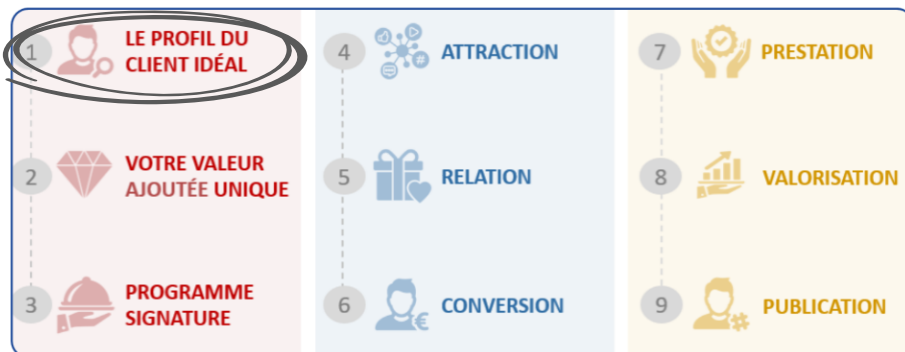 1
LE PROFIL DU
CLIENT IDÉAL
2
VOTRE VALEUR
AJOUTÉE UNIQUE
3
PROGRAMME
SIGNATURE
4
ATTRACTION
5
RELATION
6
€
CONVERSION
7
PRESTATION
8
VALORISATION
9
#
PUBLICATION